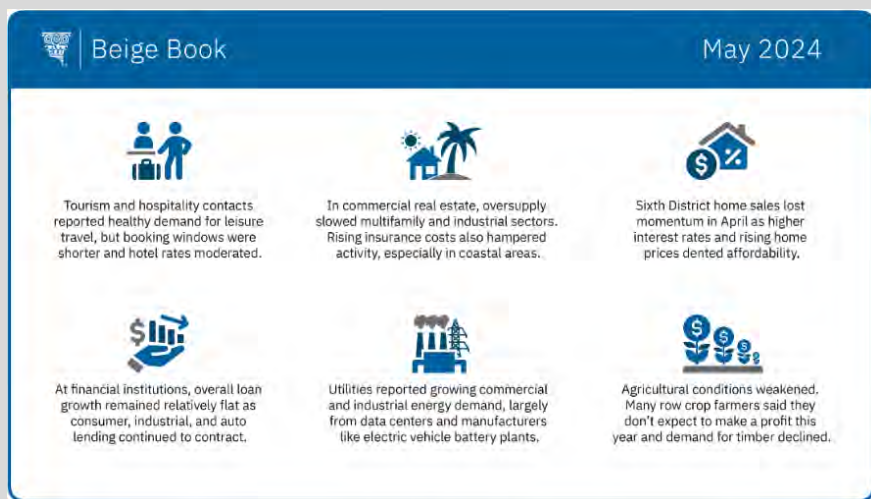 Beige Book
May 2024
Tourism and hospitality contacts
reported healthy demand for leisure
travel, but booking windows were
shorter and hotel rates moderated.
In commercial real estate, oversupply
slowed multifamily and industrial sectors.
Rising insurance costs also hampered
activity, especially in coastal areas.
Sixth District home sales lost
momentum in April as higher
interest rates and rising home
prices dented affordability.
At financial institutions, overall loan
growth remained relatively flat as
consumer, industrial, and auto
lending continued to contract.
Utilities reported growing commercial
and industrial energy demand, largely
from data centers and manufacturers
like electric vehicle battery plants.
Agricultural conditions weakened.
Many row crop farmers said they
don't expect to make a profit this
year and demand for timber declined.